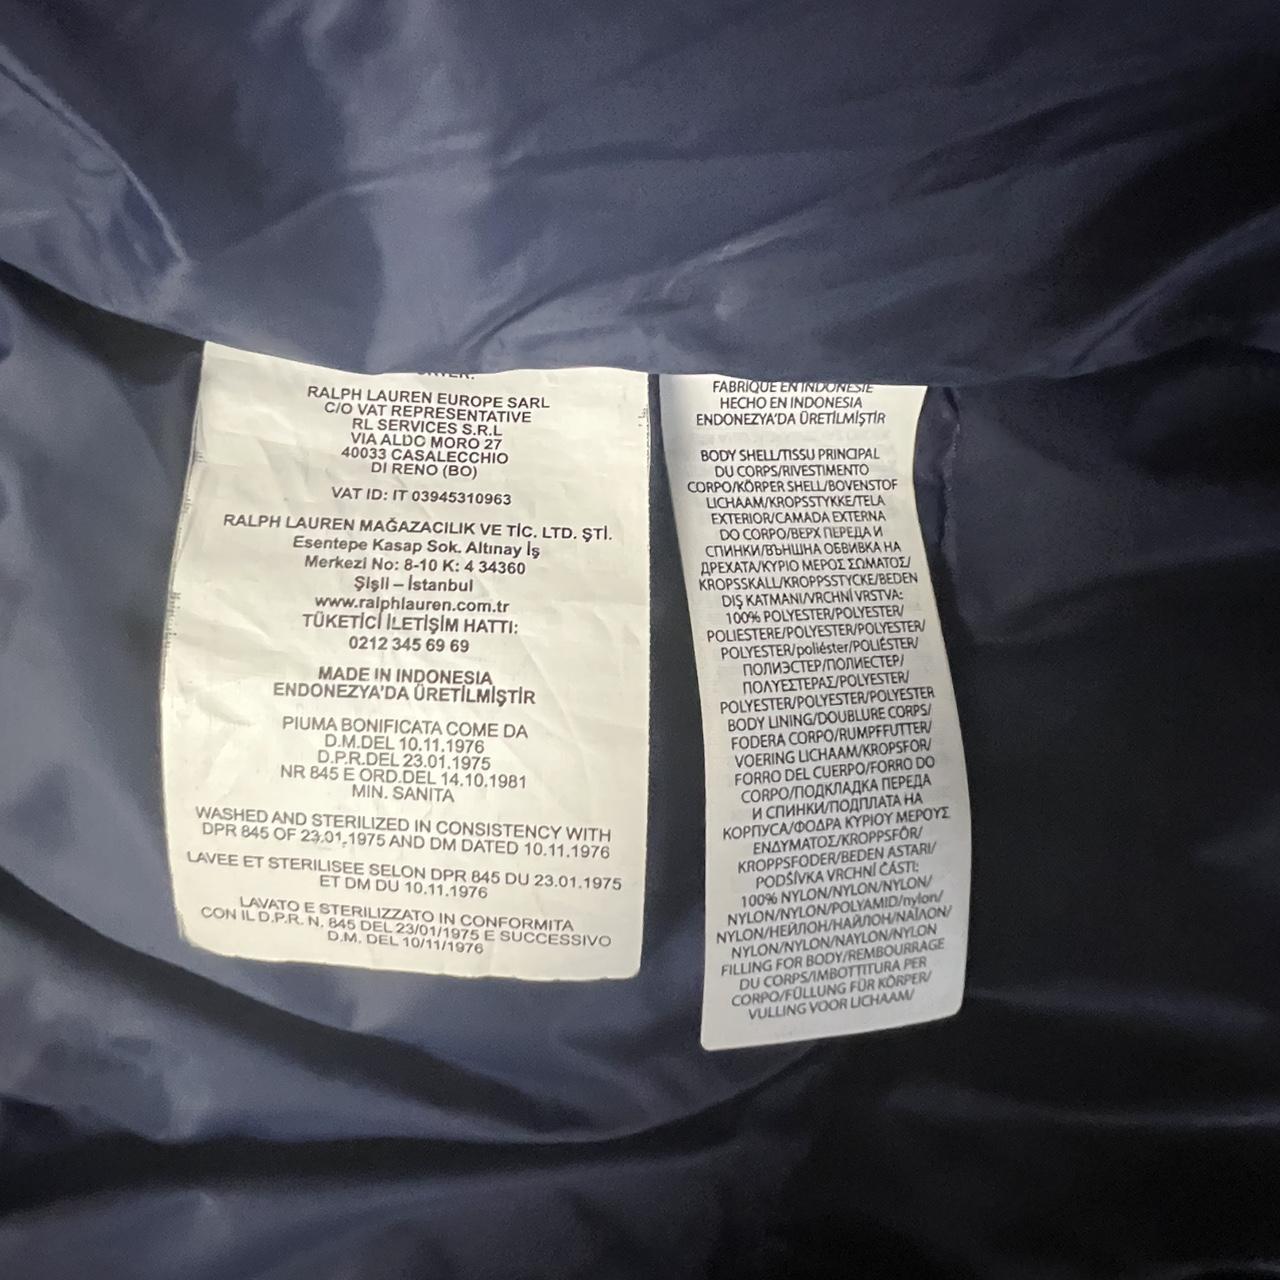 DRYER.
RALPH LAUREN EUROPE SARL
C/O VAT REPRESENTATIVE
RL SERVICES S.R.L
VIA ALDO MORO 27
40033 CASALECCHIO
DI RENO (BO)
VAT ID: IT 03945310963
RALPH LAUREN MAĞAZACILIK VE TİC. LTD. ŞTİ.
Esentepe Kasap Sok. Altınay İş
Merkezi No: 8-10 K: 4 34360
Şişli – İstanbul
www.ralphlauren.com.tr
TÜKETİCİ İLETİŞİM HATTI:
0212 345 69 69
MADE IN INDONESIA
ENDONEZYA'DA ÜRETİLMİŞTİR
PIUMA BONIFICATA COME DA
D.M.DEL 10.11.1976
D.P.R.DEL 23.01.1975
NR 845 E ORD.DEL 14.10.1981
MIN. SANITA
WASHED AND STERILIZED IN CONSISTENCY WITH
DPR 845 OF 23.01.1975 AND DM DATED 10.11.1976
LAVEE ET STERILISEE SELON DPR 845 DU 23.01.1975
ET DM DU 10.11.1976
LAVATO E STERILIZZATO IN CONFORMITA
CON IL D.P.R. N. 845 DEL 23/01/1975 E SUCCESSIVO
D.M. DEL 10/11/1976
FABRIQUE EN INDONESIE
HECHO EN INDONESIA
ENDONEZYA'DA ÜRETİLMİŞTİR
BODY SHELL/TISSU PRINCIPAL
DU CORPS/RIVESTIMENTO
CORPO/KÖRPER SHELL/BOVENSTOF
LICHAAM/KROPSSTYKKE/TELA
EXTERIOR/CAMADA EXTERNA
DO CORPO/ВЕРХ ПЕРЕДА И
СПИНКИ/ВЪНШНА ОБВИВКА НА
ДРЕХАТА/ΚΥΡΙΟ ΜΕΡΟΣ ΣΩΜΑΤΟΣ/
KROPSSKALL/KROPPSSTYCKE/BEDEN
DIŞ KATMANI/VRCHNÍ VRSTVA:
100% POLYESTER/POLYESTER/
POLIESTERE/POLYESTER/POLYESTER/
POLYESTER/poliéster/POLIÉSTER/
ПОЛИЭСТЕР/ПОЛИЕСТЕР/
ΠΟΛΥΕΣΤΕΡΑΣ/POLYESTER/
POLYESTER/POLYESTER/POLYESTER
BODY LINING/DOUBLURE CORPS/
FODERA CORPO/RUMPFFUTTER/
VOERING LICHAAM/KROPSFOR/
FORRO DEL CUERPO/FORRO DO
CORPO/ПОДКЛАДКА ПЕРЕДА
И СПИНКИ/ПОДПЛАТА НА
КОРПУСА/ΦΟΔΡΑ ΚΥΡΙΟΥ ΜΕΡΟΥΣ
ΕΝΔΥΜΑΤΟΣ/KROPPSFÔR/
KROPPSFODER/BEDEN ASTARI/
PODŠÍVKA VRCHNÍ ČÁSTI:
100% NYLON/NYLON/NYLON/
NYLON/NYLON/POLYAMID/nylon/
NYLON/НЕЙЛОН/НАЙЛОН/ΝΑΪΛΟΝ/
NYLON/NYLON/NAYLON/NYLON
FILLING FOR BODY/REMBOURRAGE
DU CORPS/IMBOTTITURA PER
CORPO/FÜLLUNG FÜR KÖRPER/
VULLING VOOR LICHAAM/